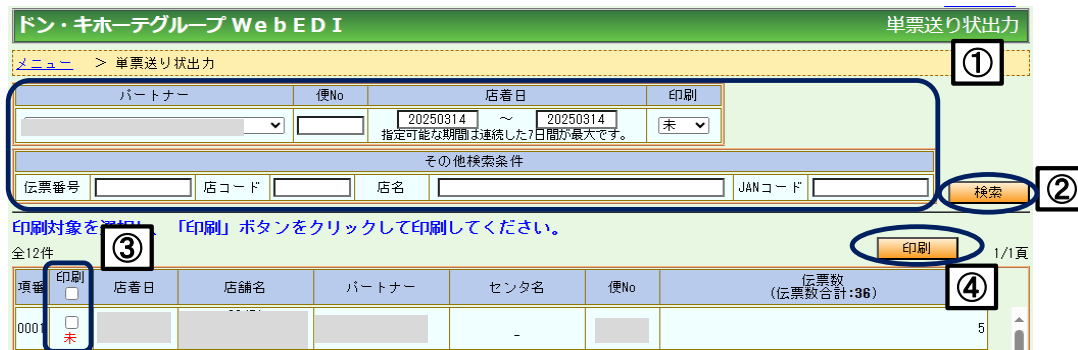 ドン・キホーテグループ WebEDI 単票送り状出力
メニュー > 単票送り状出力 ①
パートナー 便No 店着日 印刷
20250314 ~ 20250314 未
指定可能な期間は連続した7日間が最大です。
その他検索条件
伝票番号 店コード 店名 JANコード 検索 ②
印刷対象を選択し、「印刷」ボタンをクリックして印刷してください。
③ 印刷
全12件 1/1頁
項番 印刷 店着日 店舗名 パートナー センタ名 便No 伝票数
(伝票数合計:36) ④
0001 未 _ 5